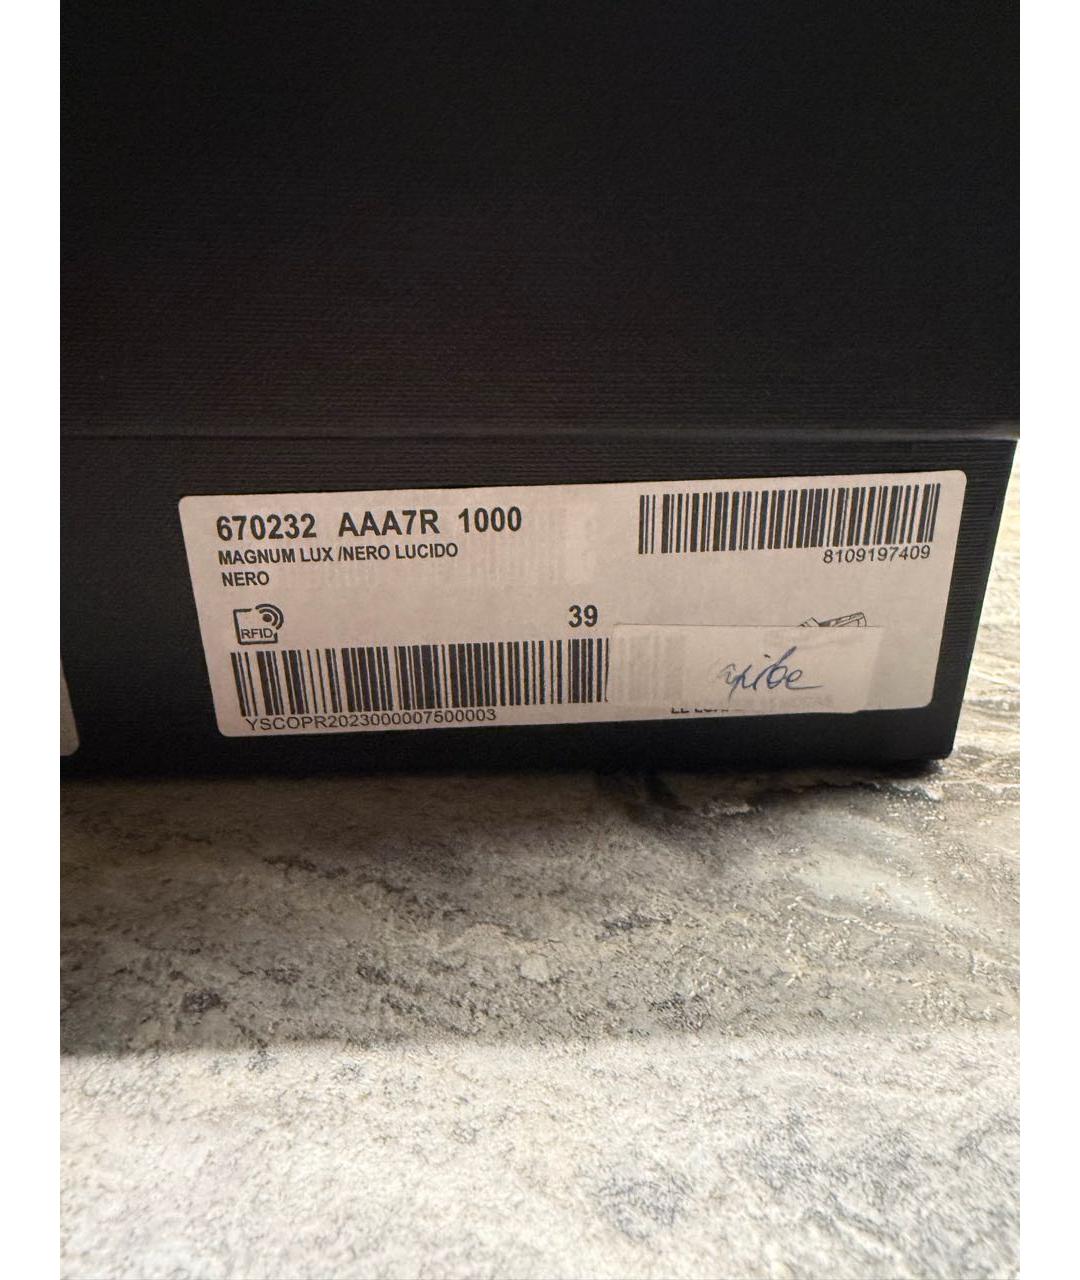 670232 AAA7R 1000
MAGNUM LUX /NERO LUCIDO
NERO
8109197409
RFID
39
YSCOPR2023000007500003